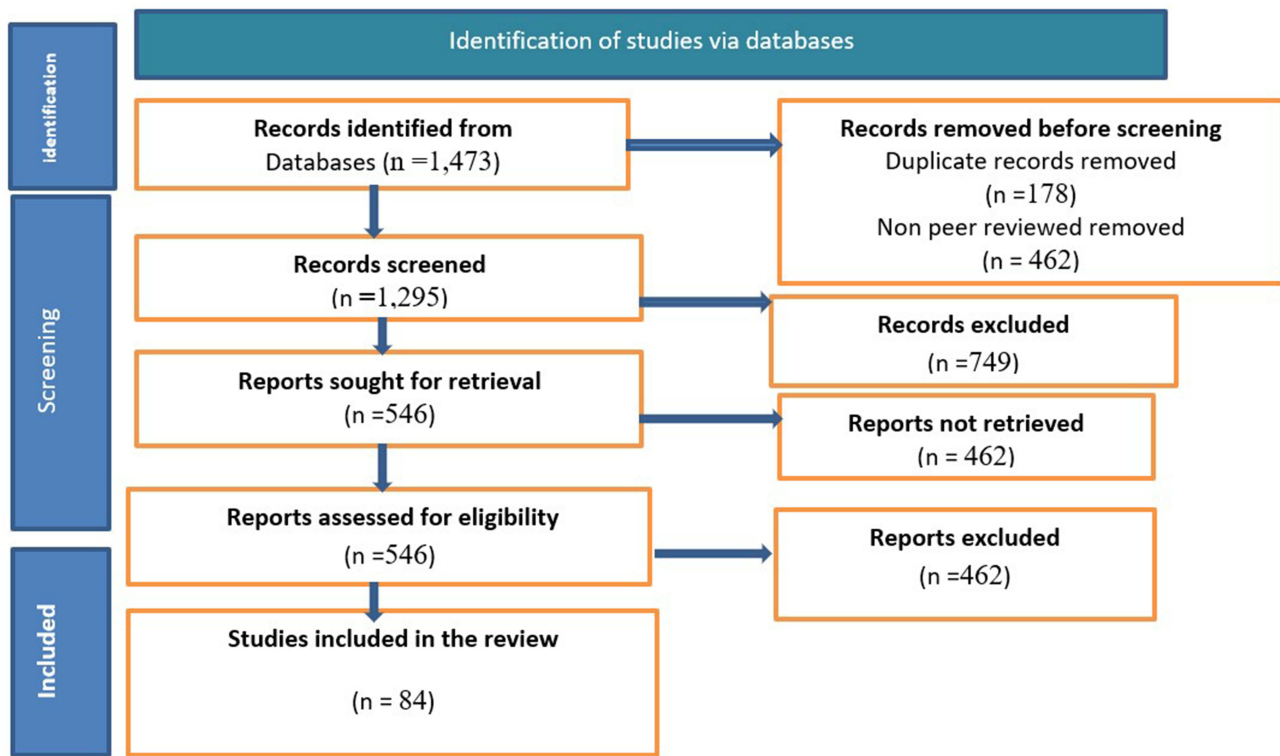 Identification of studies via databases
identification
Records identified from
Databases (n =1,473)
Records removed before screening
Duplicate records removed
(n =178)
Non peer reviewed removed
(n = 462)
Screening
Records screened
(n =1,295)
Records excluded
(n =749)
Reports sought for retrieval
(n =546)
Reports not retrieved
(n = 462)
Reports assessed for eligibility
(n =546)
Reports excluded
(n =462)
Included
Studies included in the review
(n = 84)